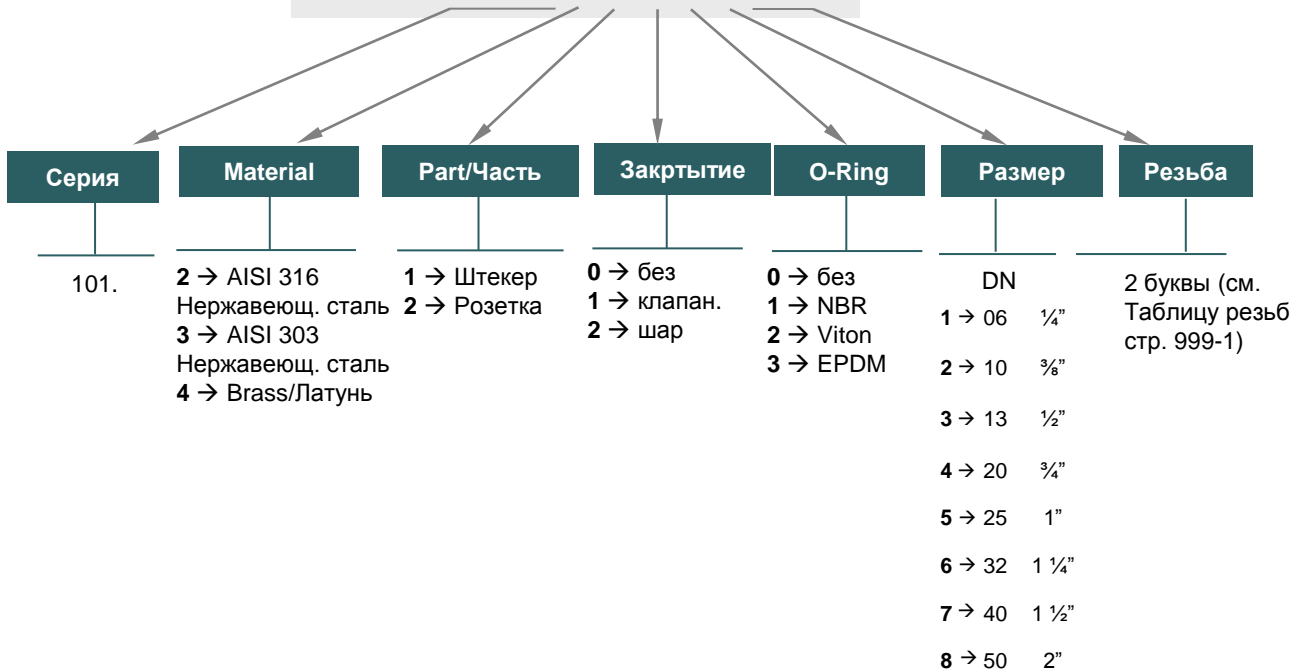 Серия
Material
Part/Часть
Закртытие
O-Ring
Размер
Резьба
101.
2 → AISI 316
Нержавеющ. сталь
3 → AISI 303
Нержавеющ. сталь
4 → Brass/Латунь
1 → Штекер
2 → Розетка
0 → без
1 → клапан.
2 → шар
0 → без
1 → NBR
2 → Viton
3 → EPDM
DN
1 → 06 ¼”
2 → 10 ⅜”
3 → 13 ½”
4 → 20 ¾”
5 → 25 1”
6 → 32 1 ¼”
7 → 40 1 ½”
8 → 50 2”
2 буквы (см.
Таблицу резьб
стр. 999-1)